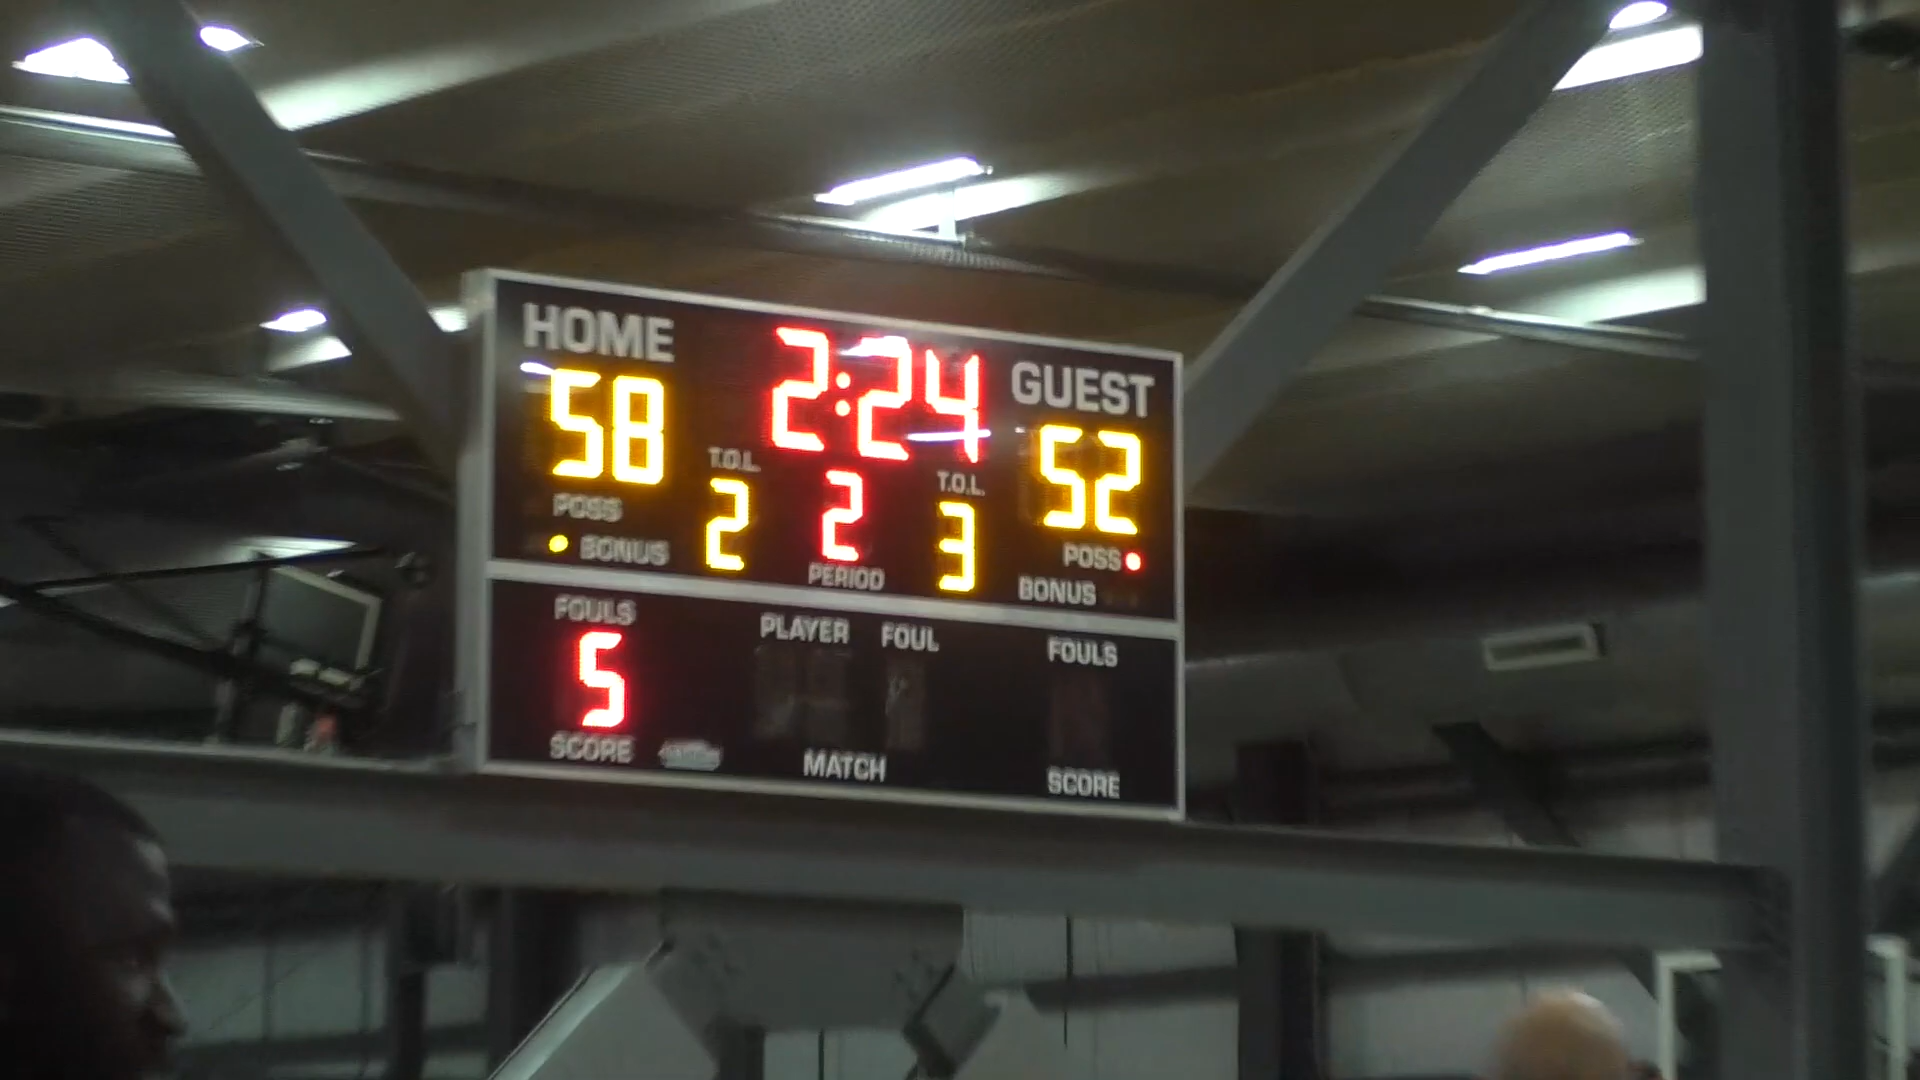 HOME 2:24 GUEST
58 52
T.O.L. T.O.L.
2 2 3
POSS POSS
BONUS PERIOD BONUS
FOULS PLAYER FOUL FOULS
5
SCORE MATCH SCORE